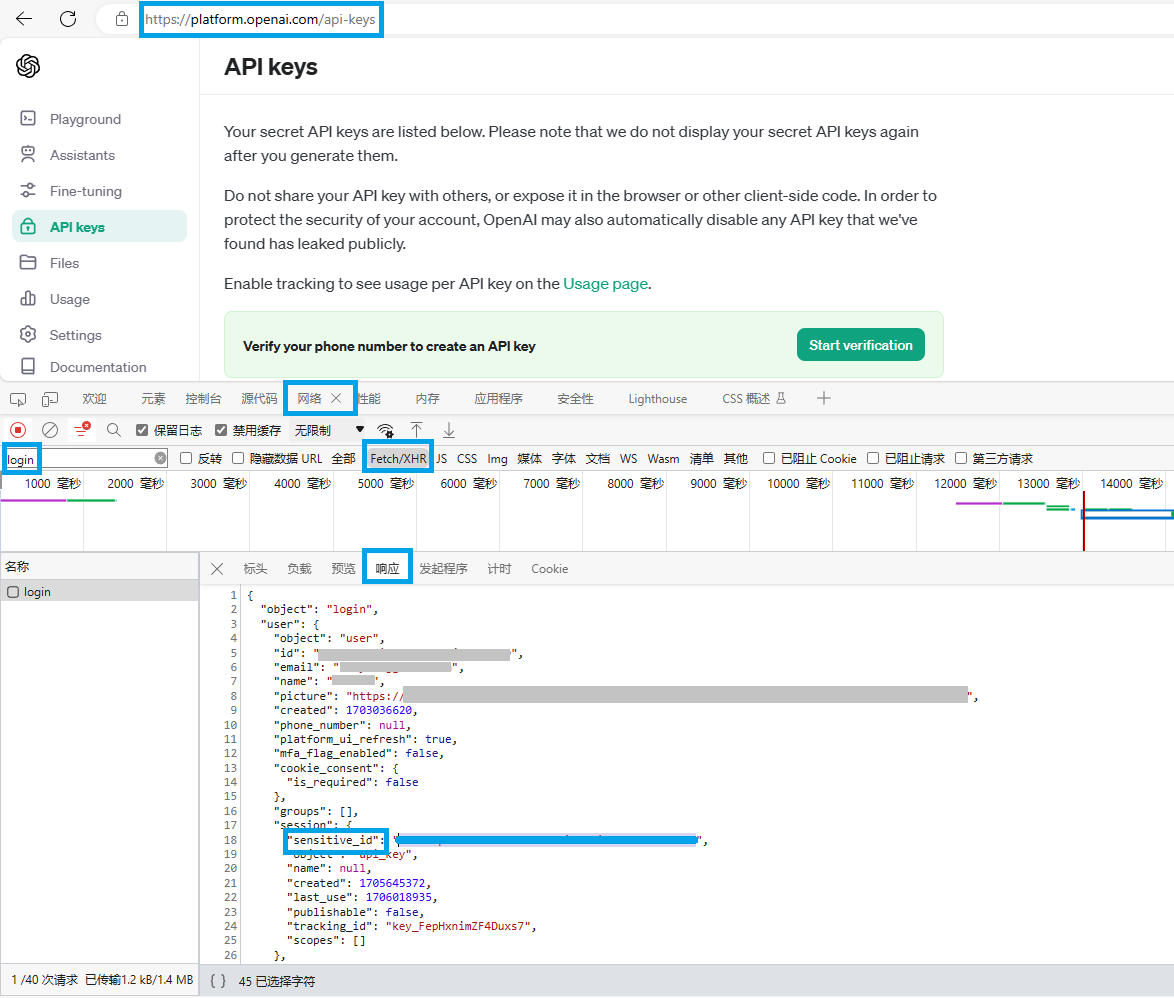 https://platform.openai.com/api-keys
API keys
Playground
Assistants
Fine-tuning
API keys
Files
Usage
Settings
Documentation
Your secret API keys are listed below. Please note that we do not display your secret API keys again
after you generate them.
Do not share your API key with others, or expose it in the browser or other client-side code. In order to
protect the security of your account, OpenAI may also automatically disable any API key that we've
found has leaked publicly.
Enable tracking to see usage per API key on the Usage page.
Verify your phone number to create an API key
Start verification
欢迎 元素 控制台 源代码 网络 性能 内存 应用程序 安全性 Lighthouse CSS 概述
保留日志 禁用缓存 无限制
login 反转 隐藏数据 URL 全部 Fetch/XHR JS CSS Img 媒体 字体 文档 WS Wasm 清单 其他 已阻止 Cookie 已阻止请求 第三方请求
1000 毫秒 2000 毫秒 3000 毫秒 4000 毫秒 5000 毫秒 6000 毫秒 7000 毫秒 8000 毫秒 9000 毫秒 10000 毫秒 11000 毫秒 12000 毫秒 13000 毫秒 14000 毫秒
名称
login
标头 负载 预览 响应 发起程序 计时 Cookie
1 {
2 "object": "login",
3 "user": {
4 "object": "user",
5 "id": "",
6 "email": "",
7 "name": "",
8 "picture": "https://",
9 "created": 1703036620,
10 "phone_number": null,
11 "platform_ui_refresh": true,
12 "mfa_flag_enabled": false,
13 "cookie_consent": {
14 "is_required": false
15 },
16 "groups": [],
17 "session": {
18 "sensitive_id": "",
19 "object": "api_key",
20 "name": null,
21 "created": 1705645372,
22 "last_use": 1706018935,
23 "publishable": false,
24 "tracking_id": "key_FepHxnimZF4Duxs7",
25 "scopes": []
26 },
1 /40 次请求 已传输1.2 kB/1.4 MB
{ } 45 已选择字符